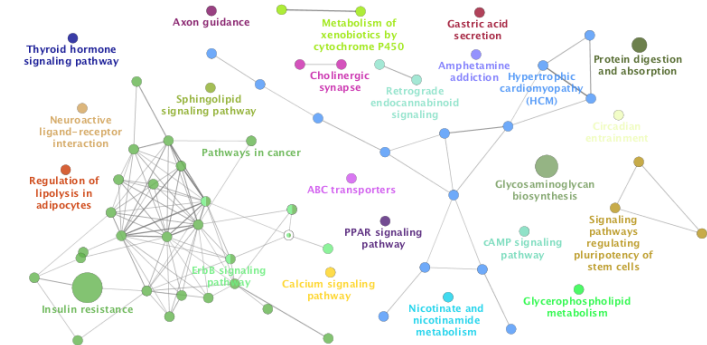 Axon guidance
Metabolism of
xenobiotics by
cytochrome P450
Gastric acid
secretion
Thyroid hormone
signaling pathway
Protein digestion
and absorption
Cholinergic
synapse
Amphetamine
addiction
Hypertrophic
cardiomyopathy
(HCM)
Retrograde
endocannabinoid
signaling
Sphingolipid
signaling pathway
Neuroactive
ligand-receptor
interaction
Circadian
entrainment
Pathways in cancer
Regulation of
lipolysis in
adipocytes
ABC transporters
Glycosaminoglycan
biosynthesis
PPAR signaling
pathway
Signaling
pathways
regulating
pluripotency of
stem cells
cAMP signaling
pathway
ErbB signaling
pathway
Calcium signaling
pathway
Insulin resistance
Nicotinate and
nicotinamide
metabolism
Glycerophospholipid
metabolism